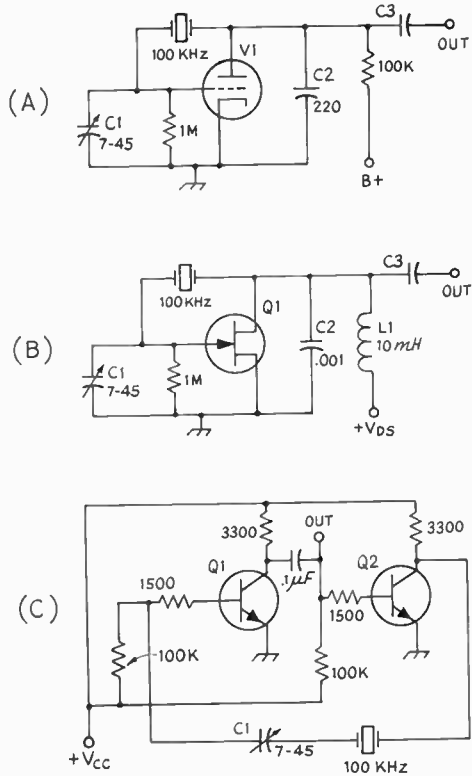 (A)
100 KHz
V1
C3
OUT
C1
7-45
1M
C2
220
100K
B+
(B)
100KHz
Q1
C3
OUT
C1
7-45
1M
C2
.001
L1
10mH
+VDS
(C)
3300
OUT
3300
Q1
.1µF
Q2
1500
1500
100K
100K
C1
7-45
100 KHz
+VCC